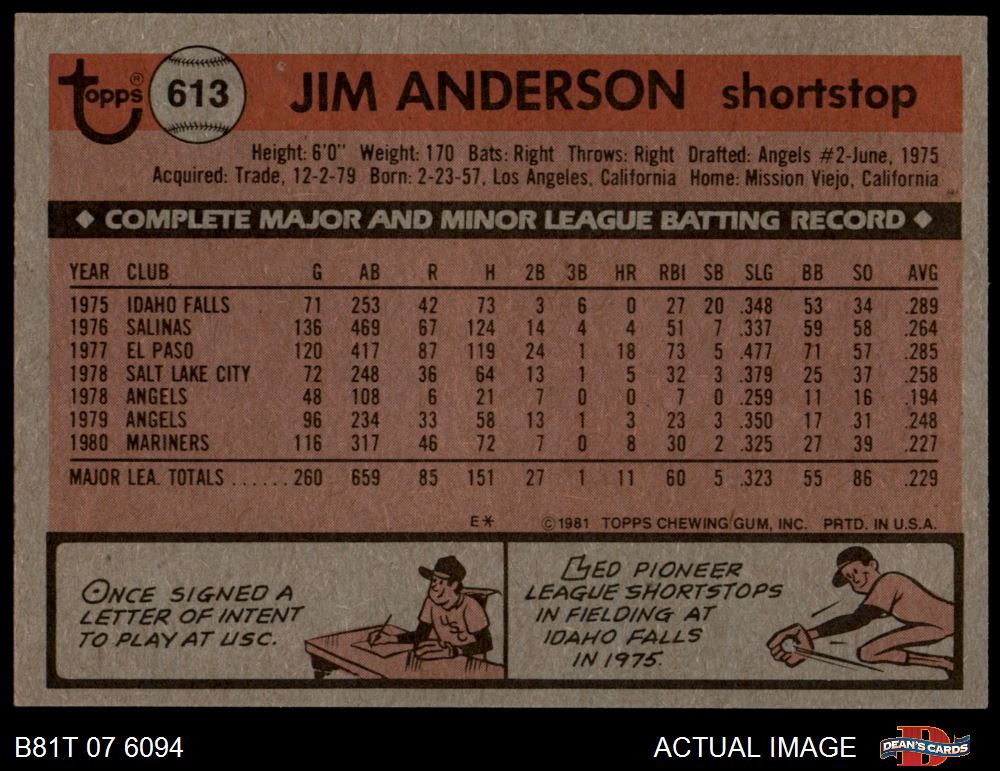 Topps® 613 JIM ANDERSON shortstop
Height: 6'0" Weight: 170 Bats: Right Throws: Right Drafted: Angels #2-June, 1975
Acquired: Trade, 12-2-79 Born: 2-23-57, Los Angeles, California Home: Mission Viejo, California
◆ COMPLETE MAJOR AND MINOR LEAGUE BATTING RECORD ◆
YEAR CLUB G AB R H 2B 3B HR RBI SB SLG BB SO AVG
1975 IDAHO FALLS 71 253 42 73 3 6 0 27 20 .348 53 34 .289
1976 SALINAS 136 469 67 124 14 4 4 51 7 .337 59 58 .264
1977 EL PASO 120 417 87 119 24 1 18 73 5 .477 71 57 .285
1978 SALT LAKE CITY 72 248 36 64 13 1 5 32 3 .379 25 37 .258
1978 ANGELS 48 108 6 21 7 0 0 7 0 .259 11 16 .194
1979 ANGELS 96 234 33 58 13 1 3 23 3 .350 17 31 .248
1980 MARINERS 116 317 46 72 7 0 8 30 2 .325 27 39 .227
MAJOR LEA. TOTALS ...... 260 659 85 151 27 1 11 60 5 .323 55 86 .229
E* ©1981 TOPPS CHEWING GUM, INC. PRTD. IN U.S.A.
ONCE SIGNED A
LETTER OF INTENT
TO PLAY AT USC.
USC
LED PIONEER
LEAGUE SHORTSTOPS
IN FIELDING AT
IDAHO FALLS
IN 1975.
B81T 07 6094
ACTUAL IMAGE
D
DEAN'S CARDS